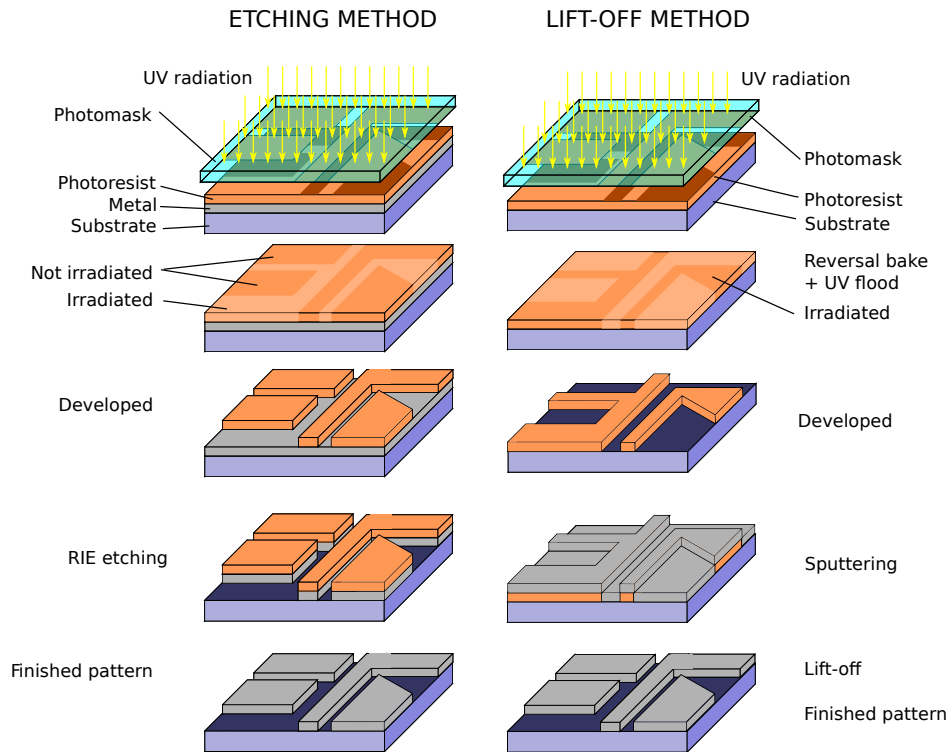 ETCHING METHOD
UV radiation
Photomask
Photoresist
Metal
Substrate
Not irradiated
Irradiated
Developed
RIE etching
Finished pattern
LIFT-OFF METHOD
UV radiation
Photomask
Photoresist
Substrate
Reversal bake
+ UV flood
Irradiated
Developed
Sputtering
Lift-off
Finished pattern